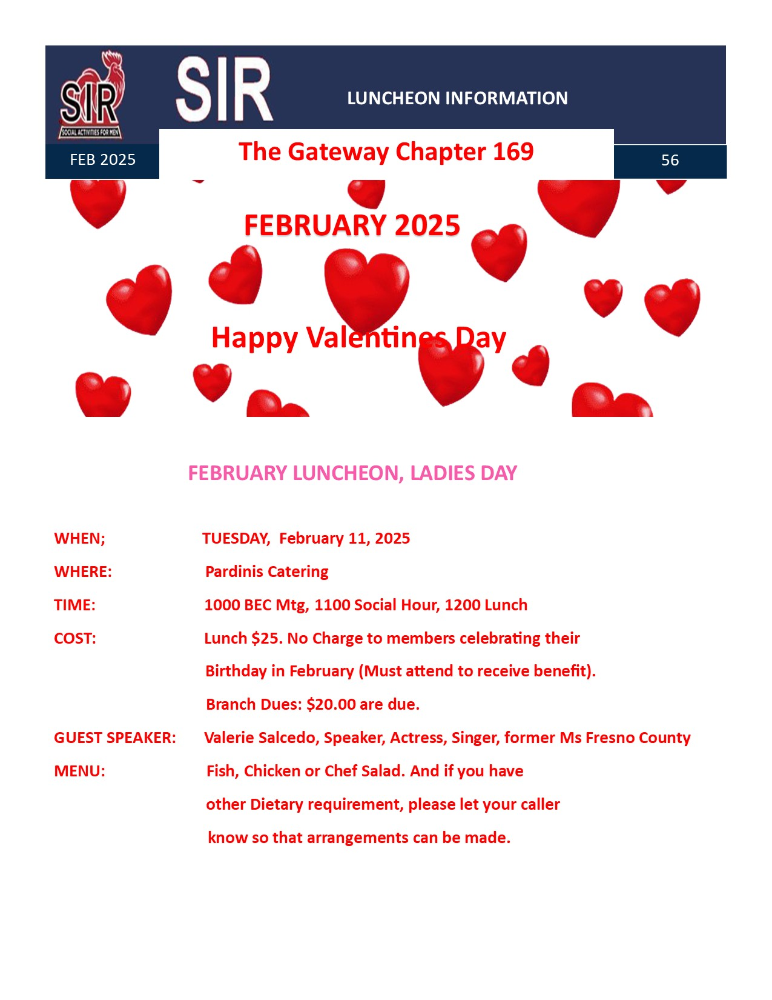 SIR
SOCIAL ACTIVITIES FOR MEN
SIR
LUNCHEON INFORMATION
The Gateway Chapter 169
FEB 2025
56
FEBRUARY 2025
Happy Valentines Day
FEBRUARY LUNCHEON, LADIES DAY
WHEN; TUESDAY, February 11, 2025
WHERE: Pardinis Catering
TIME: 1000 BEC Mtg, 1100 Social Hour, 1200 Lunch
COST: Lunch $25. No Charge to members celebrating their
Birthday in February (Must attend to receive benefit).
Branch Dues: $20.00 are due.
GUEST SPEAKER: Valerie Salcedo, Speaker, Actress, Singer, former Ms Fresno County
MENU: Fish, Chicken or Chef Salad. And if you have
other Dietary requirement, please let your caller
know so that arrangements can be made.